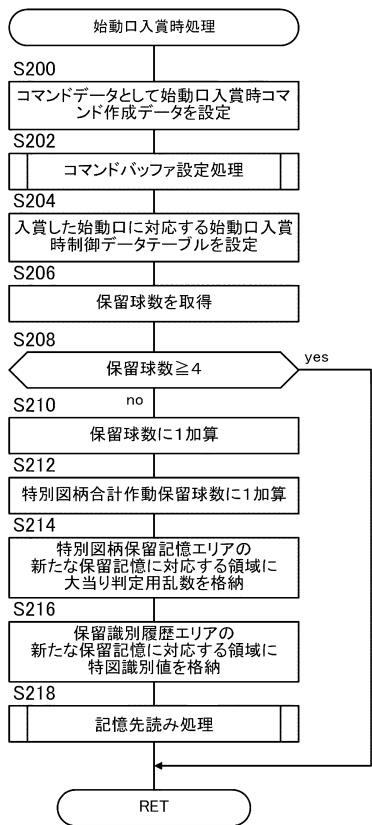 始動口入賞時処理
S200
コマンドデータとして始動口入賞時コマ
ンド作成データを設定
S202
コマンドバッファ設定処理
S204
入賞した始動口に対応する始動口入賞
時制御データテーブルを設定
S206
保留球数を取得
S208
保留球数≧4
yes
no
S210
保留球数に1加算
S212
特別図柄合計作動保留球数に1加算
S214
特別図柄保留記憶エリアの
新たな保留記憶に対応する領域に
大当り判定用乱数を格納
S216
保留識別履歴エリアの
新たな保留記憶に対応する領域に
特図識別値を格納
S218
記憶先読み処理
RET